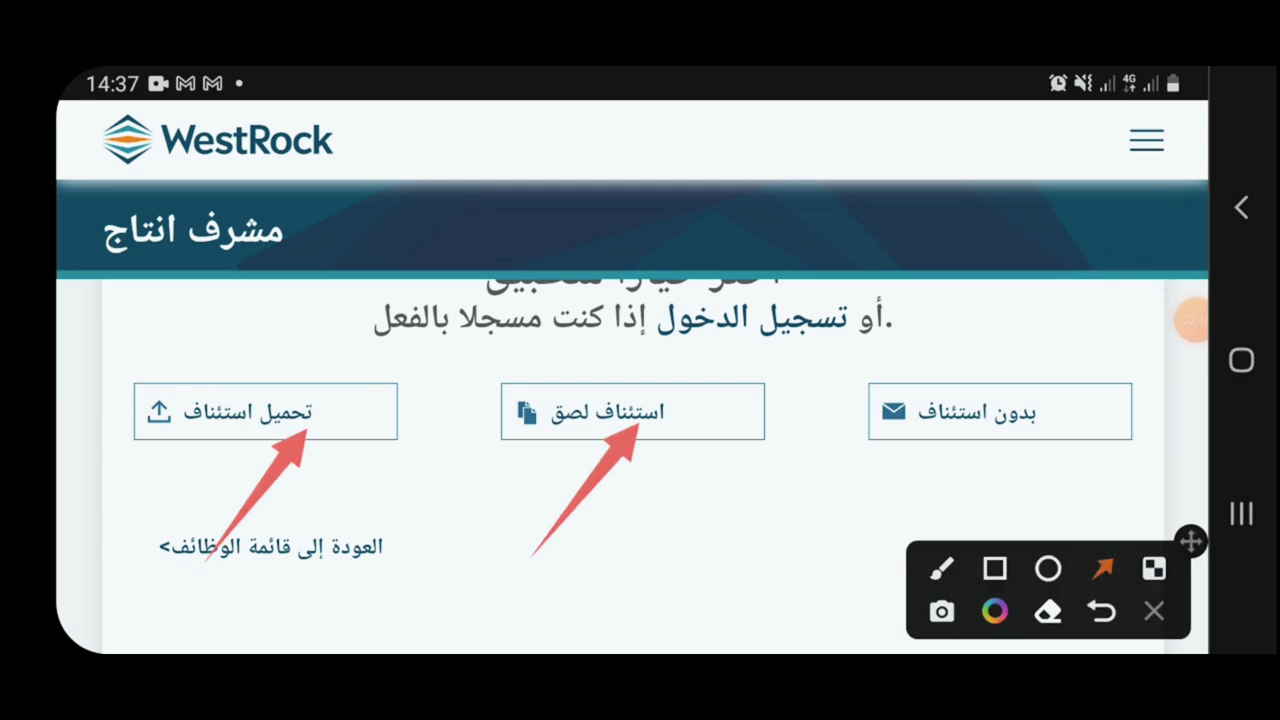 14:37
4G
WestRock
مشرف انتاج
أو تسجيل الدخول إذا كنت مسجلا بالفعل.
تحميل استئناف
استئناف لصق
بدون استئناف
العودة إلى قائمة الوظائف>